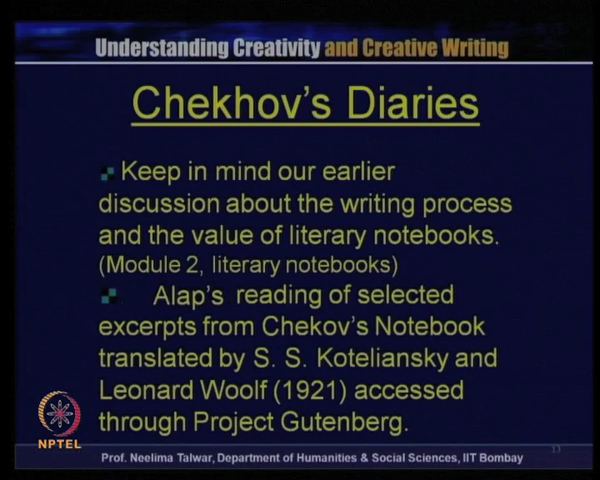 Understanding Creativity and Creative Writing
Chekhov's Diaries
Keep in mind our earlier
discussion about the writing process
and the value of literary notebooks.
(Module 2, literary notebooks)
Alap's reading of selected
excerpts from Chekov's Notebook
translated by S. S. Koteliansky and
Leonard Woolf (1921) accessed
through Project Gutenberg.
NPTEL
Prof. Neelima Talwar, Department of Humanities & Social Sciences, IIT Bombay
13